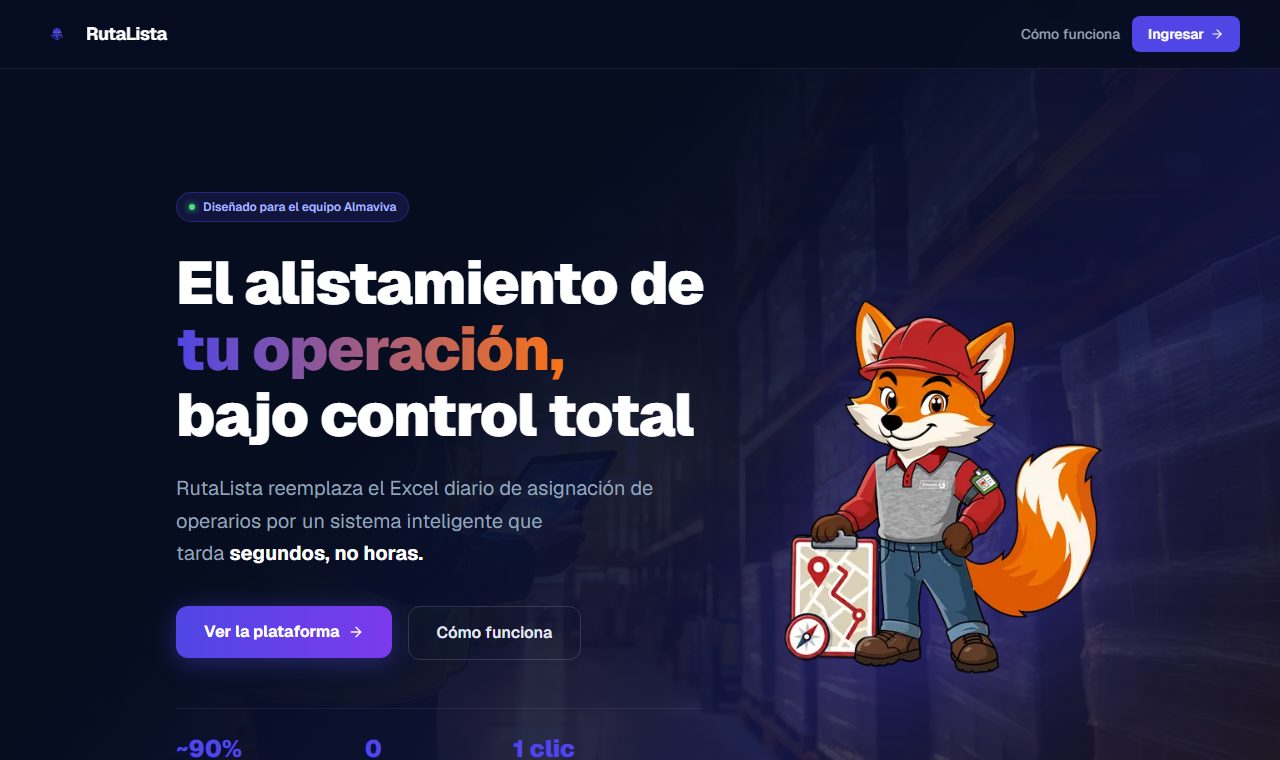 RutaLista
Cómo funciona
Ingresar →
Diseñado para el equipo Almaviva
El alistamiento de
tu operación,
bajo control total
RutaLista reemplaza el Excel diario de asignación de
operarios por un sistema inteligente que
tarda segundos, no horas.
Ver la plataforma →
Cómo funciona
~90%
0
1 clic